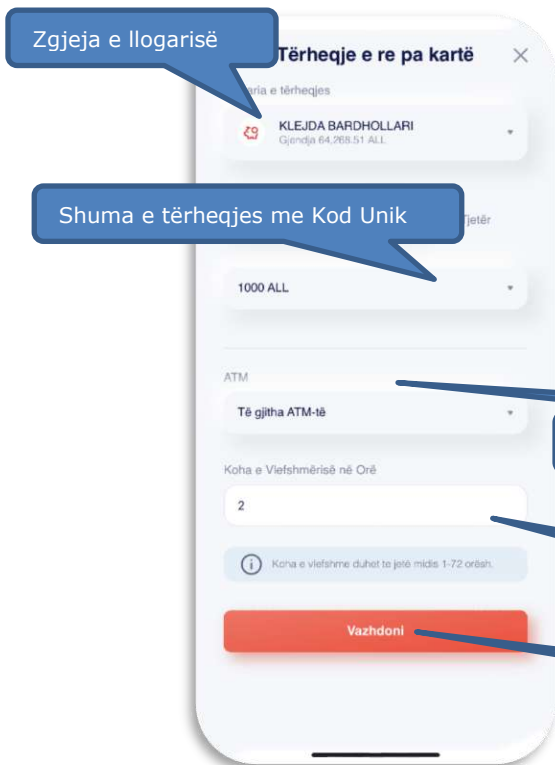 Zgjeja e llogarisë
Tërheqje e re pa kartë
e tërheqjes
KLEJDA BARDHOLLARI
Gjendja 64,268.51 ALL
Shuma e tërheqjes me Kod Unik
Tjetër
1000 ALL
ATM
Të gjitha ATM-të
Koha e Vlefshmërisë në Orë
2
Koha e vlefshme duhet te jetë midis 1-72 orësh.
Vazhdoni